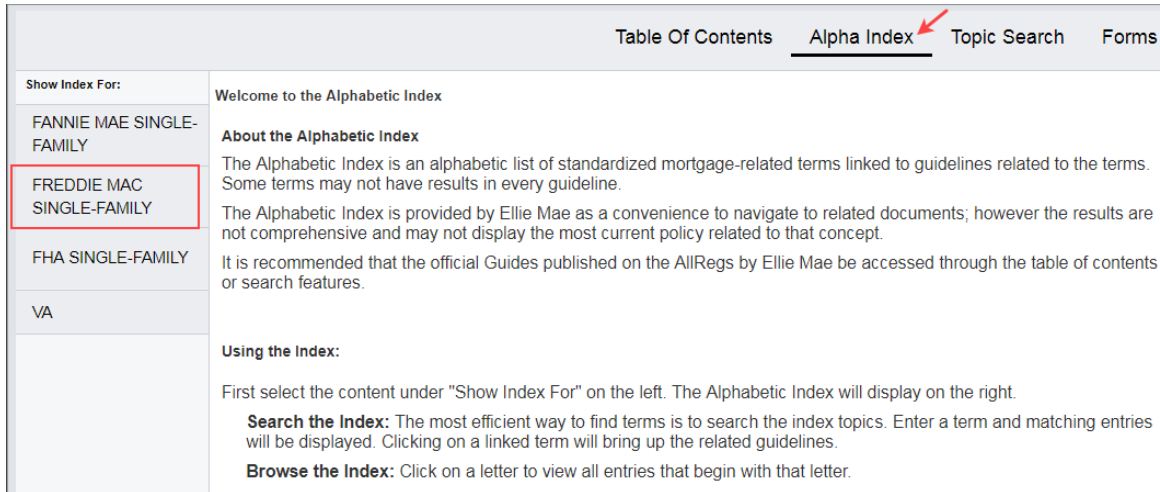 Table Of Contents Alpha Index Topic Search Forms
Show Index For:
FANNIE MAE SINGLE-
FAMILY
FREDDIE MAC
SINGLE-FAMILY
FHA SINGLE-FAMILY
VA
Welcome to the Alphabetic Index
About the Alphabetic Index
The Alphabetic Index is an alphabetic list of standardized mortgage-related terms linked to guidelines related to the terms.
Some terms may not have results in every guideline.
The Alphabetic Index is provided by Ellie Mae as a convenience to navigate to related documents; however the results are
not comprehensive and may not display the most current policy related to that concept.
It is recommended that the official Guides published on the AllRegs by Ellie Mae be accessed through the table of contents
or search features.
Using the Index:
First select the content under "Show Index For" on the left. The Alphabetic Index will display on the right.
Search the Index: The most efficient way to find terms is to search the index topics. Enter a term and matching entries
will be displayed. Clicking on a linked term will bring up the related guidelines.
Browse the Index: Click on a letter to view all entries that begin with that letter.